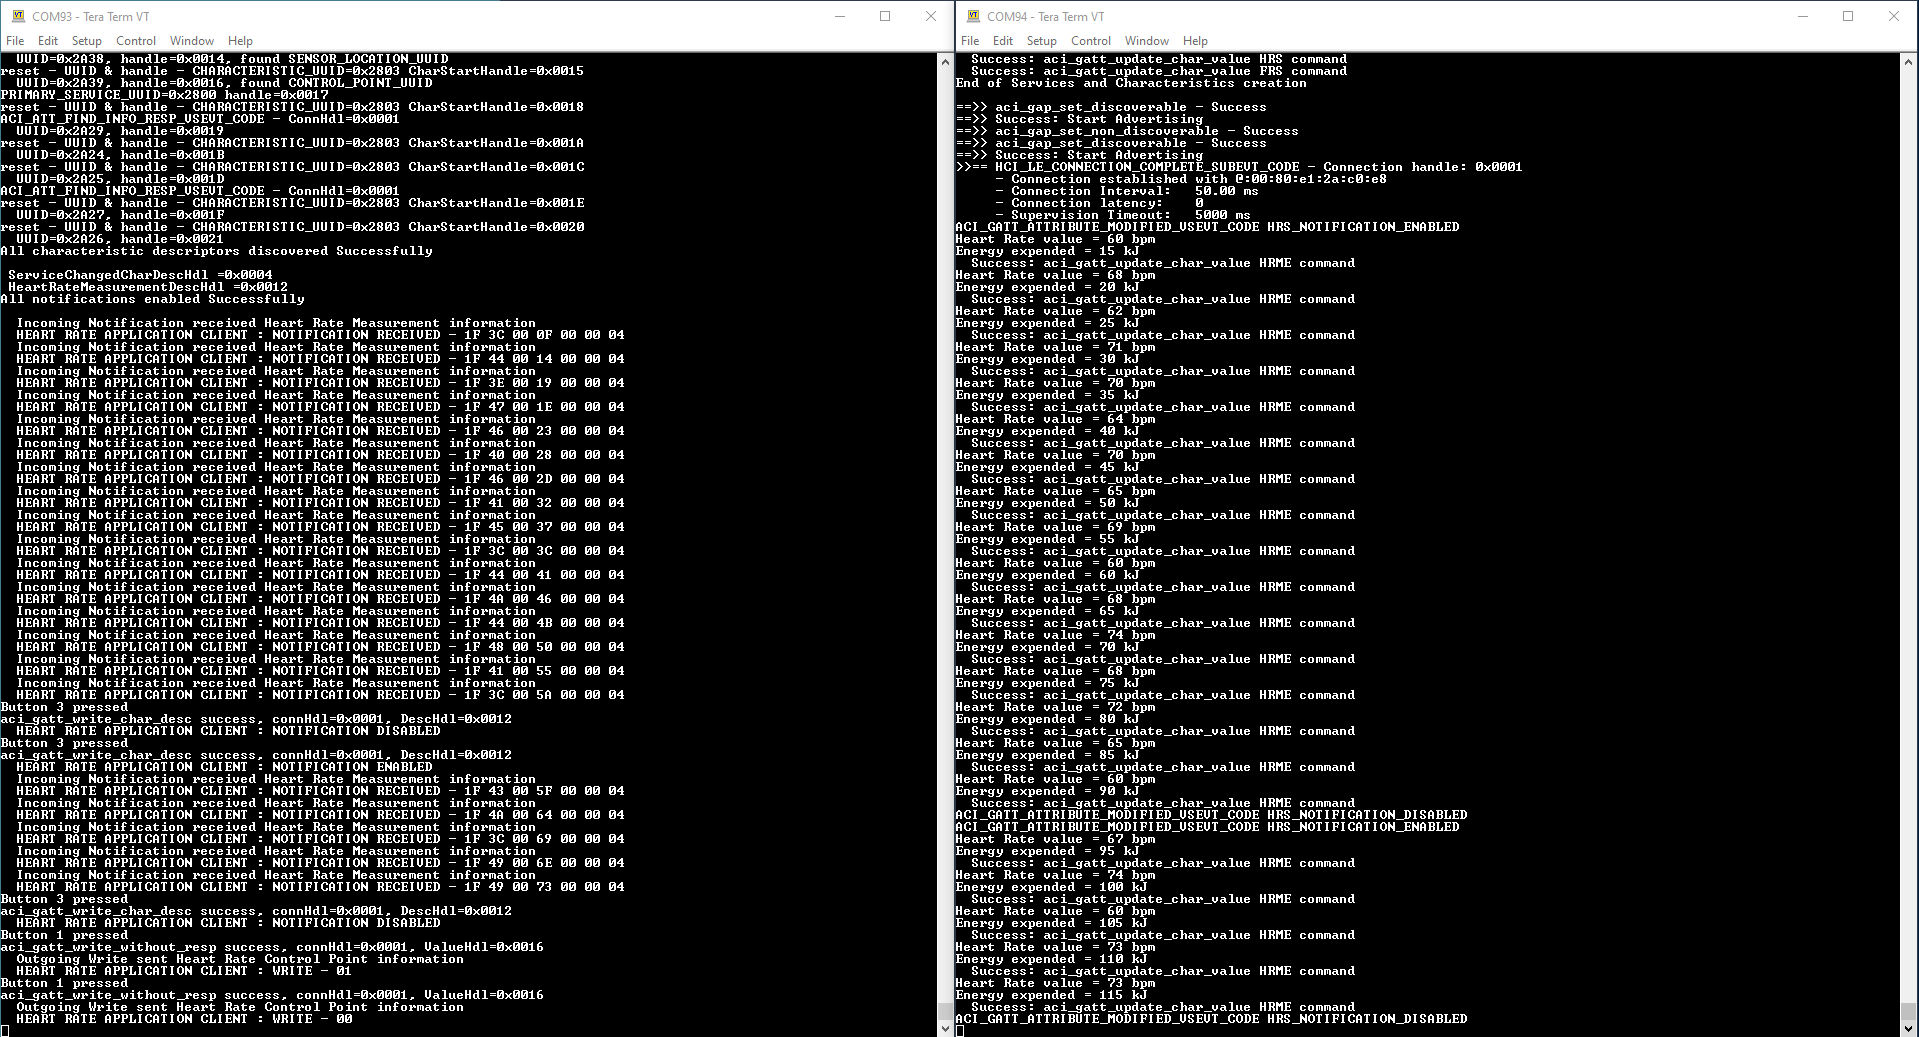 COM93 - Tera Term VT
File Edit Setup Control Window Help
  UUID=0x2A38, handle=0x0014, found SENSOR_LOCATION_UUID
reset - UUID & handle - CHARACTERISTIC_UUID=0x2803 CharStartHandle=0x0015
  UUID=0x2A39, handle=0x0016, found CONTROL_POINT_UUID
PRIMARY_SERVICE_UUID=0x2800 handle=0x0017
reset - UUID & handle - CHARACTERISTIC_UUID=0x2803 CharStartHandle=0x0018
ACI_ATT_FIND_INFO_RESP_VSEVT_CODE - ConnHdl=0x0001
  UUID=0x2A29, handle=0x0019
reset - UUID & handle - CHARACTERISTIC_UUID=0x2803 CharStartHandle=0x001A
  UUID=0x2A24, handle=0x001B
reset - UUID & handle - CHARACTERISTIC_UUID=0x2803 CharStartHandle=0x001C
  UUID=0x2A25, handle=0x001D
ACI_ATT_FIND_INFO_RESP_VSEVT_CODE - ConnHdl=0x0001
reset - UUID & handle - CHARACTERISTIC_UUID=0x2803 CharStartHandle=0x001E
  UUID=0x2A27, handle=0x001F
reset - UUID & handle - CHARACTERISTIC_UUID=0x2803 CharStartHandle=0x0020
  UUID=0x2A26, handle=0x0021
All characteristic descriptors discovered Successfully
 ServiceChangedCharDescHdl =0x0004
 HeartRateMeasurementDescHdl =0x0012
All notifications enabled Successfully
  Incoming Notification received Heart Rate Measurement information
  HEART RATE APPLICATION CLIENT : NOTIFICATION RECEIVED - 1F 3C 00 0F 00 00 04
  Incoming Notification received Heart Rate Measurement information
  HEART RATE APPLICATION CLIENT : NOTIFICATION RECEIVED - 1F 44 00 14 00 00 04
  Incoming Notification received Heart Rate Measurement information
  HEART RATE APPLICATION CLIENT : NOTIFICATION RECEIVED - 1F 3E 00 19 00 00 04
  Incoming Notification received Heart Rate Measurement information
  HEART RATE APPLICATION CLIENT : NOTIFICATION RECEIVED - 1F 47 00 1E 00 00 04
  Incoming Notification received Heart Rate Measurement information
  HEART RATE APPLICATION CLIENT : NOTIFICATION RECEIVED - 1F 46 00 23 00 00 04
  Incoming Notification received Heart Rate Measurement information
  HEART RATE APPLICATION CLIENT : NOTIFICATION RECEIVED - 1F 40 00 28 00 00 04
  Incoming Notification received Heart Rate Measurement information
  HEART RATE APPLICATION CLIENT : NOTIFICATION RECEIVED - 1F 46 00 2D 00 00 04
  Incoming Notification received Heart Rate Measurement information
  HEART RATE APPLICATION CLIENT : NOTIFICATION RECEIVED - 1F 41 00 32 00 00 04
  Incoming Notification received Heart Rate Measurement information
  HEART RATE APPLICATION CLIENT : NOTIFICATION RECEIVED - 1F 45 00 37 00 00 04
  Incoming Notification received Heart Rate Measurement information
  HEART RATE APPLICATION CLIENT : NOTIFICATION RECEIVED - 1F 3C 00 3C 00 00 04
  Incoming Notification received Heart Rate Measurement information
  HEART RATE APPLICATION CLIENT : NOTIFICATION RECEIVED - 1F 44 00 41 00 00 04
  Incoming Notification received Heart Rate Measurement information
  HEART RATE APPLICATION CLIENT : NOTIFICATION RECEIVED - 1F 4A 00 46 00 00 04
  Incoming Notification received Heart Rate Measurement information
  HEART RATE APPLICATION CLIENT : NOTIFICATION RECEIVED - 1F 44 00 4B 00 00 04
  Incoming Notification received Heart Rate Measurement information
  HEART RATE APPLICATION CLIENT : NOTIFICATION RECEIVED - 1F 48 00 50 00 00 04
  Incoming Notification received Heart Rate Measurement information
  HEART RATE APPLICATION CLIENT : NOTIFICATION RECEIVED - 1F 41 00 55 00 00 04
  Incoming Notification received Heart Rate Measurement information
  HEART RATE APPLICATION CLIENT : NOTIFICATION RECEIVED - 1F 3C 00 5A 00 00 04
Button 3 pressed
aci_gatt_write_char_desc success, connHdl=0x0001, DescHdl=0x0012
  HEART RATE APPLICATION CLIENT : NOTIFICATION DISABLED
Button 3 pressed
aci_gatt_write_char_desc success, connHdl=0x0001, DescHdl=0x0012
  HEART RATE APPLICATION CLIENT : NOTIFICATION ENABLED
  Incoming Notification received Heart Rate Measurement information
  HEART RATE APPLICATION CLIENT : NOTIFICATION RECEIVED - 1F 43 00 5F 00 00 04
  Incoming Notification received Heart Rate Measurement information
  HEART RATE APPLICATION CLIENT : NOTIFICATION RECEIVED - 1F 4A 00 64 00 00 04
  Incoming Notification received Heart Rate Measurement information
  HEART RATE APPLICATION CLIENT : NOTIFICATION RECEIVED - 1F 3C 00 69 00 00 04
  Incoming Notification received Heart Rate Measurement information
  HEART RATE APPLICATION CLIENT : NOTIFICATION RECEIVED - 1F 49 00 6E 00 00 04
  Incoming Notification received Heart Rate Measurement information
  HEART RATE APPLICATION CLIENT : NOTIFICATION RECEIVED - 1F 49 00 73 00 00 04
Button 3 pressed
aci_gatt_write_char_desc success, connHdl=0x0001, DescHdl=0x0012
  HEART RATE APPLICATION CLIENT : NOTIFICATION DISABLED
Button 1 pressed
aci_gatt_write_without_resp success, connHdl=0x0001, ValueHdl=0x0016
  Outgoing Write sent Heart Rate Control Point information
  HEART RATE APPLICATION CLIENT : WRITE - 01
Button 1 pressed
aci_gatt_write_without_resp success, connHdl=0x0001, ValueHdl=0x0016
  Outgoing Write sent Heart Rate Control Point information
  HEART RATE APPLICATION CLIENT : WRITE - 00
COM94 - Tera Term VT
File Edit Setup Control Window Help
  Success: aci_gatt_update_char_value HRS command
  Success: aci_gatt_update_char_value FRS command
End of Services and Characteristics creation
==>> aci_gap_set_discoverable - Success
==>> Success: Start Advertising
==>> aci_gap_set_non_discoverable - Success
==>> aci_gap_set_discoverable - Success
==>> Success: Start Advertising
>>== HCI_LE_CONNECTION_COMPLETE_SUBEVT_CODE - Connection handle: 0x0001
     - Connection established with @:00:80:e1:2a:c0:e8
     - Connection Interval:   50.00 ms
     - Connection latency:    0
     - Supervision Timeout:   5000 ms
ACI_GATT_ATTRIBUTE_MODIFIED_VSEVT_CODE HRS_NOTIFICATION_ENABLED
Heart Rate value = 60 bpm
Energy expended = 15 kJ
  Success: aci_gatt_update_char_value HRME command
Heart Rate value = 68 bpm
Energy expended = 20 kJ
  Success: aci_gatt_update_char_value HRME command
Heart Rate value = 62 bpm
Energy expended = 25 kJ
  Success: aci_gatt_update_char_value HRME command
Heart Rate value = 71 bpm
Energy expended = 30 kJ
  Success: aci_gatt_update_char_value HRME command
Heart Rate value = 70 bpm
Energy expended = 35 kJ
  Success: aci_gatt_update_char_value HRME command
Heart Rate value = 64 bpm
Energy expended = 40 kJ
  Success: aci_gatt_update_char_value HRME command
Heart Rate value = 70 bpm
Energy expended = 45 kJ
  Success: aci_gatt_update_char_value HRME command
Heart Rate value = 65 bpm
Energy expended = 50 kJ
  Success: aci_gatt_update_char_value HRME command
Heart Rate value = 69 bpm
Energy expended = 55 kJ
  Success: aci_gatt_update_char_value HRME command
Heart Rate value = 60 bpm
Energy expended = 60 kJ
  Success: aci_gatt_update_char_value HRME command
Heart Rate value = 68 bpm
Energy expended = 65 kJ
  Success: aci_gatt_update_char_value HRME command
Heart Rate value = 74 bpm
Energy expended = 70 kJ
  Success: aci_gatt_update_char_value HRME command
Heart Rate value = 68 bpm
Energy expended = 75 kJ
  Success: aci_gatt_update_char_value HRME command
Heart Rate value = 72 bpm
Energy expended = 80 kJ
  Success: aci_gatt_update_char_value HRME command
Heart Rate value = 65 bpm
Energy expended = 85 kJ
  Success: aci_gatt_update_char_value HRME command
Heart Rate value = 60 bpm
Energy expended = 90 kJ
  Success: aci_gatt_update_char_value HRME command
ACI_GATT_ATTRIBUTE_MODIFIED_VSEVT_CODE HRS_NOTIFICATION_DISABLED
ACI_GATT_ATTRIBUTE_MODIFIED_VSEVT_CODE HRS_NOTIFICATION_ENABLED
Heart Rate value = 67 bpm
Energy expended = 95 kJ
  Success: aci_gatt_update_char_value HRME command
Heart Rate value = 74 bpm
Energy expended = 100 kJ
  Success: aci_gatt_update_char_value HRME command
Heart Rate value = 60 bpm
Energy expended = 105 kJ
  Success: aci_gatt_update_char_value HRME command
Heart Rate value = 73 bpm
Energy expended = 110 kJ
  Success: aci_gatt_update_char_value HRME command
Heart Rate value = 73 bpm
Energy expended = 115 kJ
  Success: aci_gatt_update_char_value HRME command
ACI_GATT_ATTRIBUTE_MODIFIED_VSEVT_CODE HRS_NOTIFICATION_DISABLED